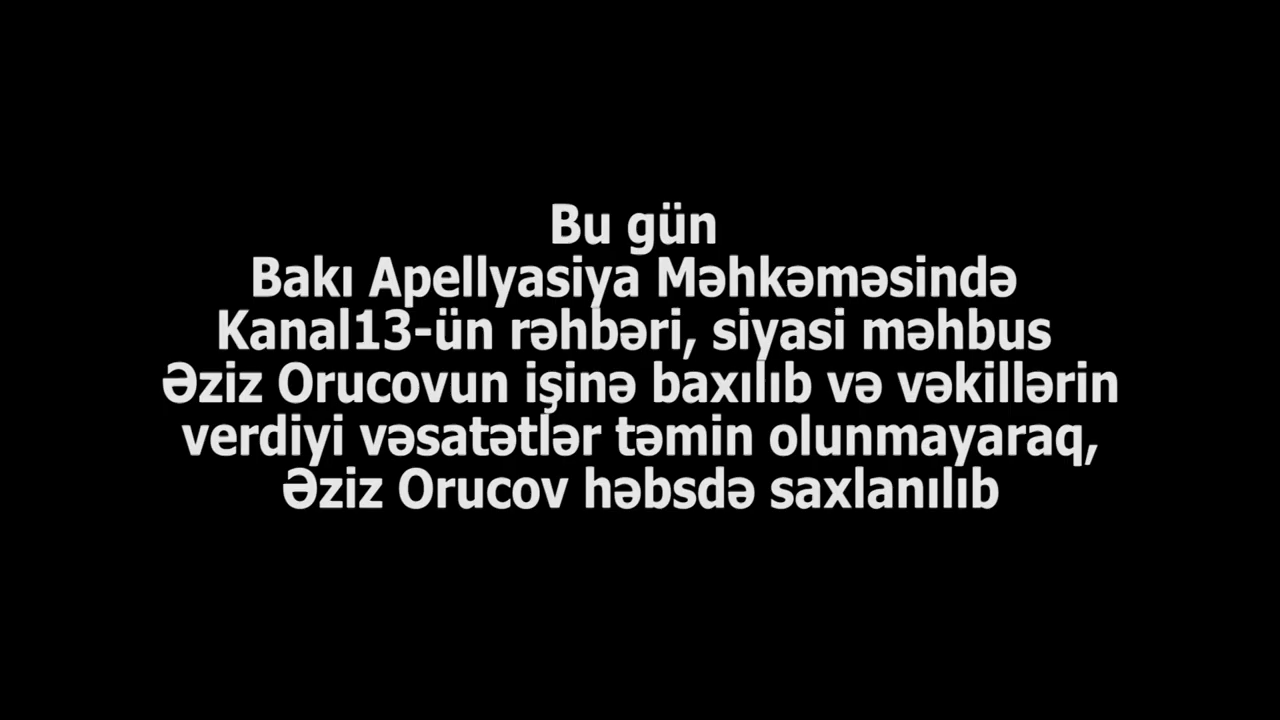 Bu gün
Bakı Apellyasiya Məhkəməsində
Kanal13-ün rəhbəri, siyasi məhbus
Əziz Orucovun işinə baxılıb və vəkillərin
verdiyi vəsatətlər təmin olunmayaraq,
Əziz Orucov həbsdə saxlanılıb